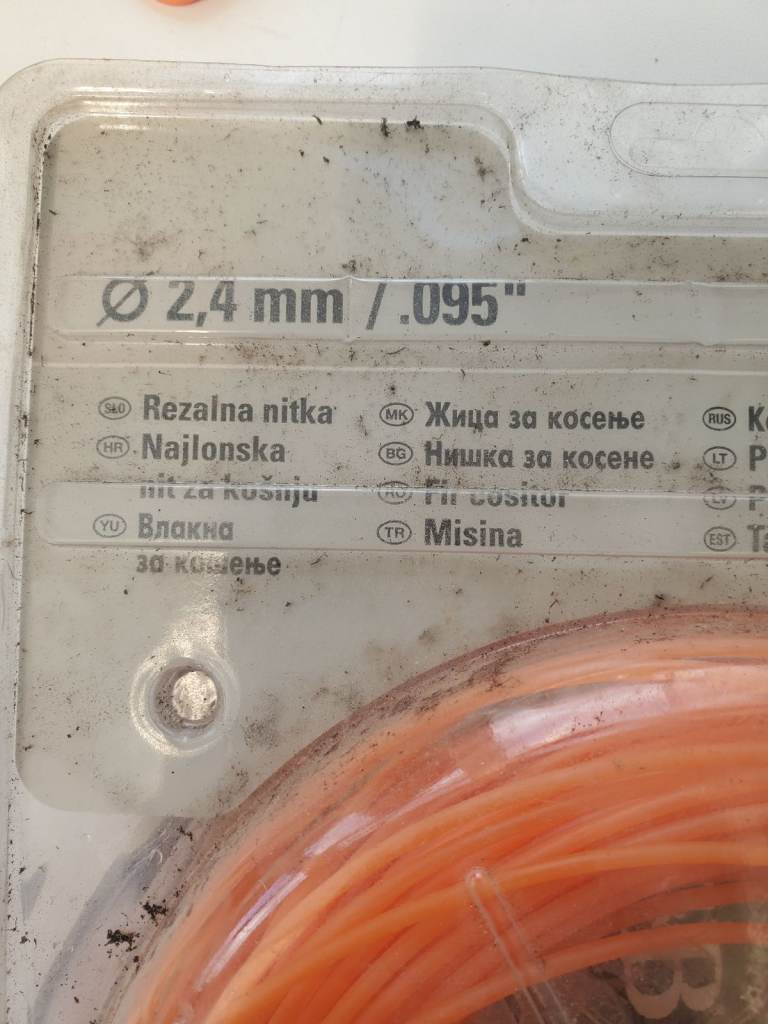 Ø 2,4 mm / .095"
SLO Rezalna nitka
HR Najlonska
nit za košnju
YU Влакна
за кошење
MK Жица за косење
BG Нишка за косене
RO Fir cositor
TR Misina
RUS
LT
LV
EST